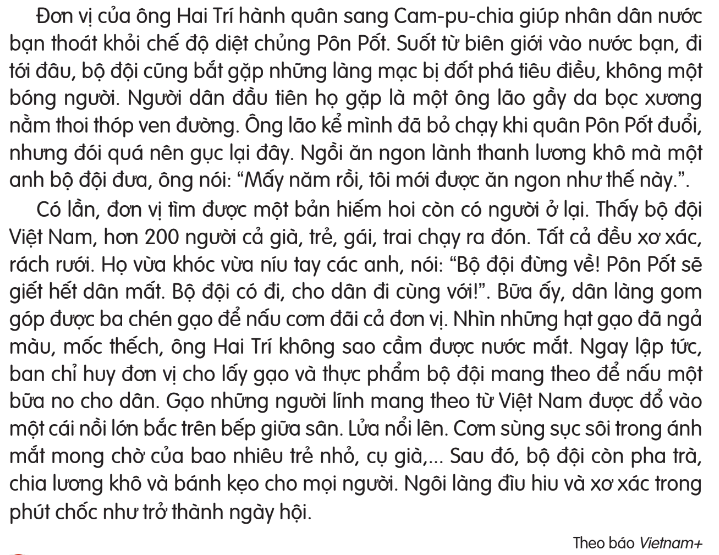 Đơn vị của ông Hai Trí hành quân sang Cam-pu-chia giúp nhân dân nước
bạn thoát khỏi chế độ diệt chủng Pôn Pốt. Suốt từ biên giới vào nước bạn, đi
tới đâu, bộ đội cũng bắt gặp những làng mạc bị đốt phá tiêu điều, không một
bóng người. Người dân đầu tiên họ gặp là một ông lão gầy da bọc xương
nằm thoi thóp ven đường. Ông lão kể mình đã bỏ chạy khi quân Pôn Pốt đuổi,
nhưng đói quá nên gục lại đây. Ngồi ăn ngon lành thanh lương khô mà một
anh bộ đội đưa, ông nói: “Mấy năm rồi, tôi mới được ăn ngon như thế này.”.
Có lần, đơn vị tìm được một bản hiếm hoi còn có người ở lại. Thấy bộ đội
Việt Nam, hơn 200 người cả già, trẻ, gái, trai chạy ra đón. Tất cả đều xơ xác,
rách rưới. Họ vừa khóc vừa níu tay các anh, nói: “Bộ đội đừng về! Pôn Pốt sẽ
giết hết dân mất. Bộ đội có đi, cho dân đi cùng với!”. Bữa ấy, dân làng gom
góp được ba chén gạo để nấu cơm đãi cả đơn vị. Nhìn những hạt gạo đã ngả
màu, mốc thếch, ông Hai Trí không sao cầm được nước mắt. Ngay lập tức,
ban chỉ huy đơn vị cho lấy gạo và thực phẩm bộ đội mang theo để nấu một
bữa no cho dân. Gạo những người lính mang theo từ Việt Nam được đổ vào
một cái nồi lớn bắc trên bếp giữa sân. Lửa nổi lên. Cơm sùng sục sôi trong ánh
mắt mong chờ của bao nhiêu trẻ nhỏ, cụ già,... Sau đó, bộ đội còn pha trà,
chia lương khô và bánh kẹo cho mọi người. Ngôi làng đìu hiu và xơ xác trong
phút chốc như trở thành ngày hội.
Theo báo Vietnam+